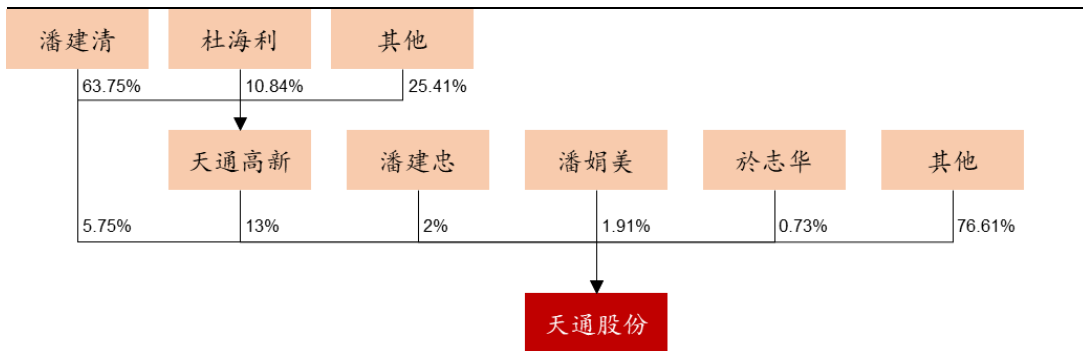 潘建清 杜海利 其他
63.75% 10.84% 25.41%
天通高新 潘建忠 潘娟美 於志华 其他
5.75% 13% 2% 1.91% 0.73% 76.61%
天通股份